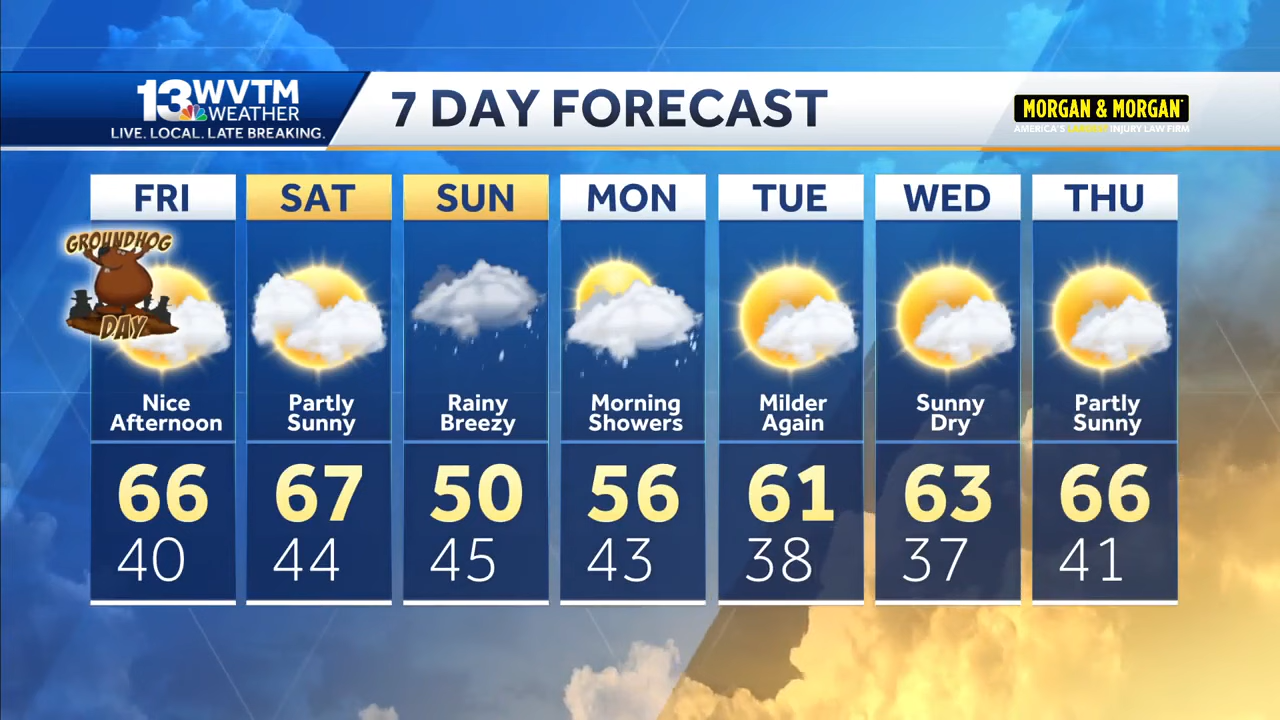 13 WVTM
WEATHER
LIVE. LOCAL. LATE BREAKING.
7 DAY FORECAST
MORGAN & MORGAN
AMERICA'S LARGEST INJURY LAW FIRM
FRI SAT SUN MON TUE WED THU
GROUNDHOG
DAY
Nice Partly Rainy Morning Milder Sunny Partly
Afternoon Sunny Breezy Showers Again Dry Sunny
66 67 50 56 61 63 66
40 44 45 43 38 37 41